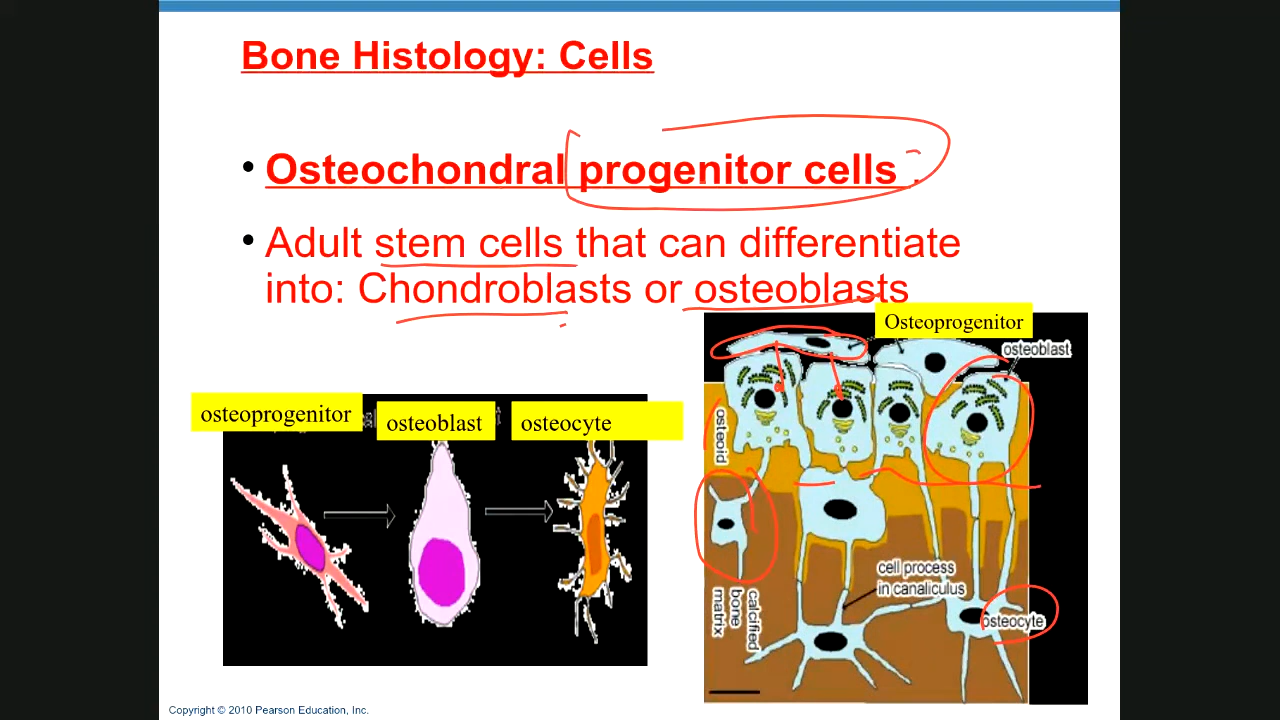 Bone Histology: Cells
• Osteochondral progenitor cells :
• Adult stem cells that can differentiate
into: Chondroblasts or osteoblasts
osteoprogenitor
osteoblast
osteocyte
Osteoprogenitor
osteoblast
osteoid
cell process
in canaliculus
calcified
bone
matrix
osteocyte
Copyright © 2010 Pearson Education, Inc.